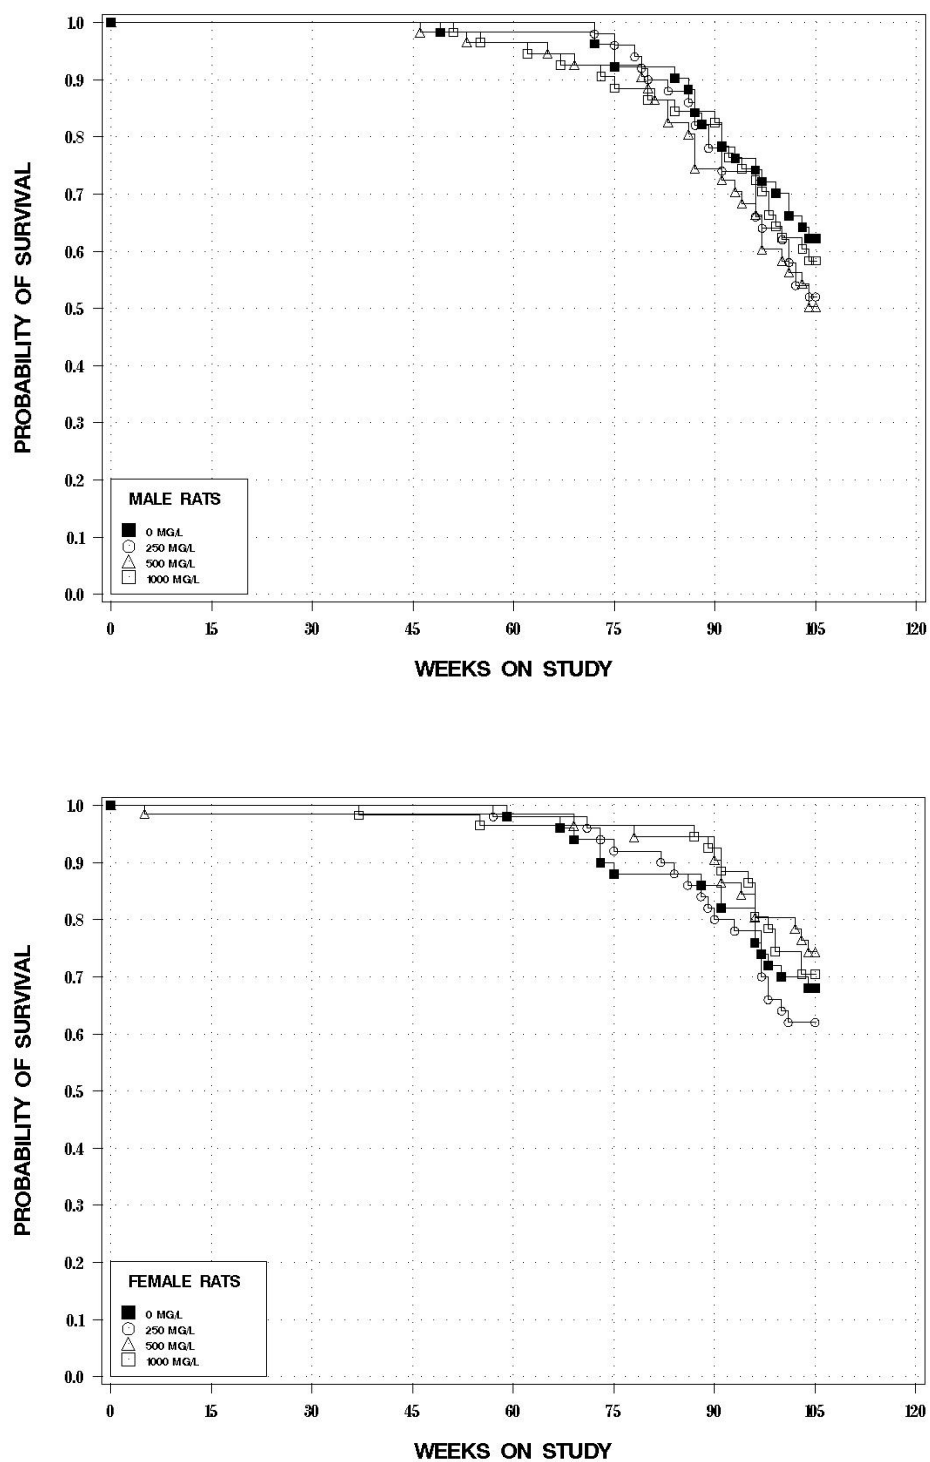 PROBABILITY OF SURVIVAL
1.0
0.9
0.8
0.7
0.6
0.5
0.4
0.3
0.2
0.1
0.0
MALE RATS
0 MG/L
250 MG/L
500 MG/L
1000 MG/L
0 15 30 45 60 75 90 105 120
WEEKS ON STUDY
PROBABILITY OF SURVIVAL
1.0
0.9
0.8
0.7
0.6
0.5
0.4
0.3
0.2
0.1
0.0
FEMALE RATS
0 MG/L
250 MG/L
500 MG/L
1000 MG/L
0 15 30 45 60 75 90 105 120
WEEKS ON STUDY